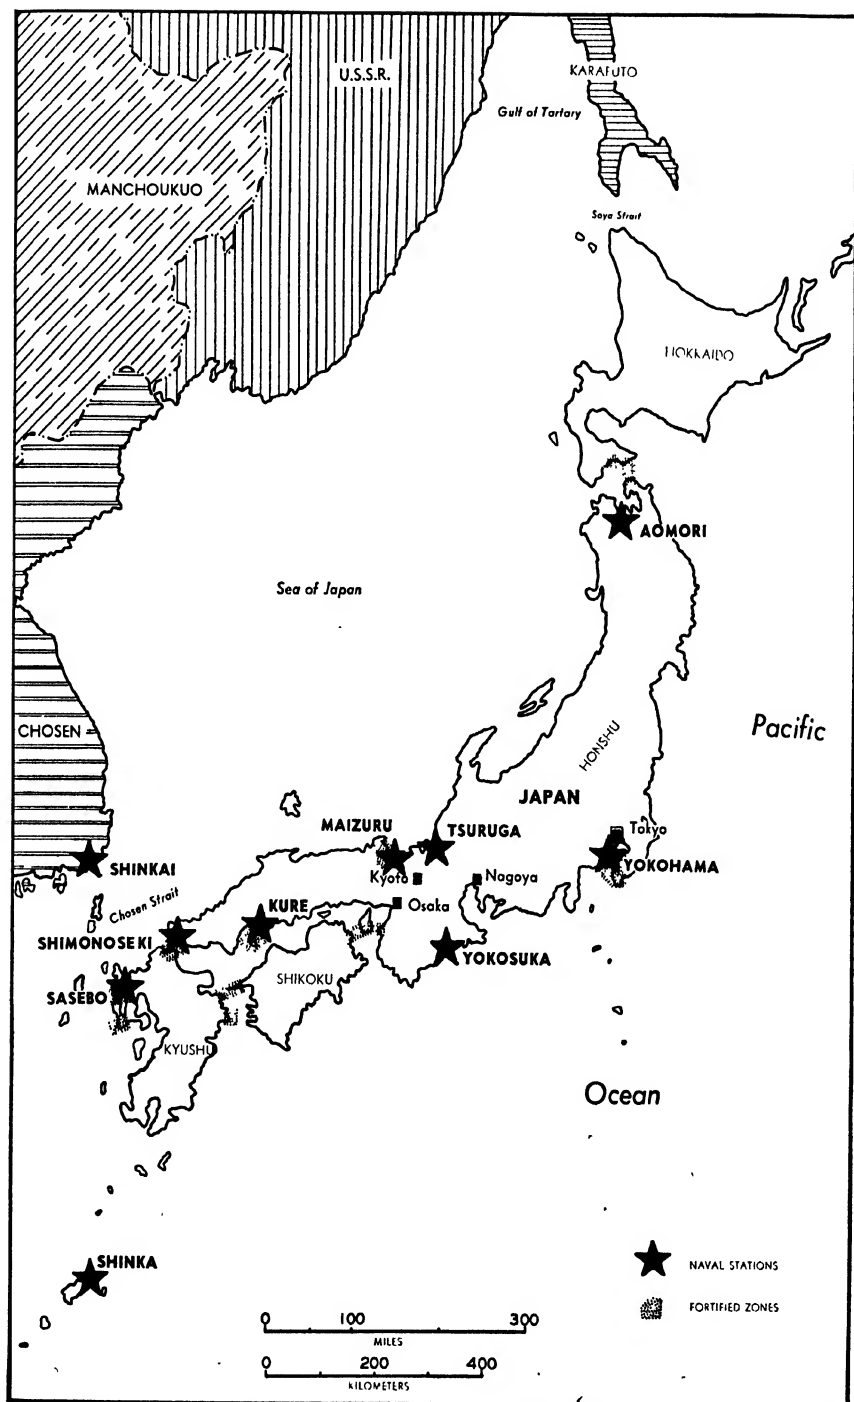 U.S.S.R.
KARAFUTO
Gulf of Tartary
MANCHOUKUO
Soya Strait
HOKKAIDO
AOMORI
Sea of Japan
CHOSEN
HONSHU
Pacific
JAPAN
MAIZURU
TSURUGA
Tokyo
SHINKAI
YOKOHAMA
Kyoto
Nagoya
Chosen Strait
KURE
Osaka
SHIMONOSEKI
YOKOSUKA
SHIKOKU
SASEBO
KYUSHU
Ocean
SHINKA
NAVAL STATIONS
FORTIFIED ZONES
0 100 300
MILES
0 200 400
KILOMETERS